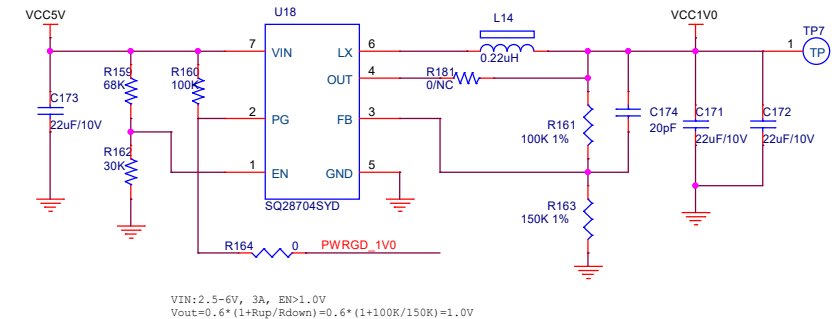 VCC5V
U18
L14
VCC1V0
TP7
7 VIN
LX 6
0.22uH
1 TP
R159
68K
R160
100K
OUT 4
R181
0/NC
C173
22uF/10V
2 PG
FB 3
R161
100K 1%
C174
20pF
C171
22uF/10V
C172
22uF/10V
R162
30K
1 EN
GND 5
SQ28704SYD
R163
150K 1%
R164 0 PWRGD_1V0
VIN:2.5-6V, 3A, EN>1.0V
Vout=0.6*(1+Rup/Rdown)=0.6*(1+100K/150K)=1.0V